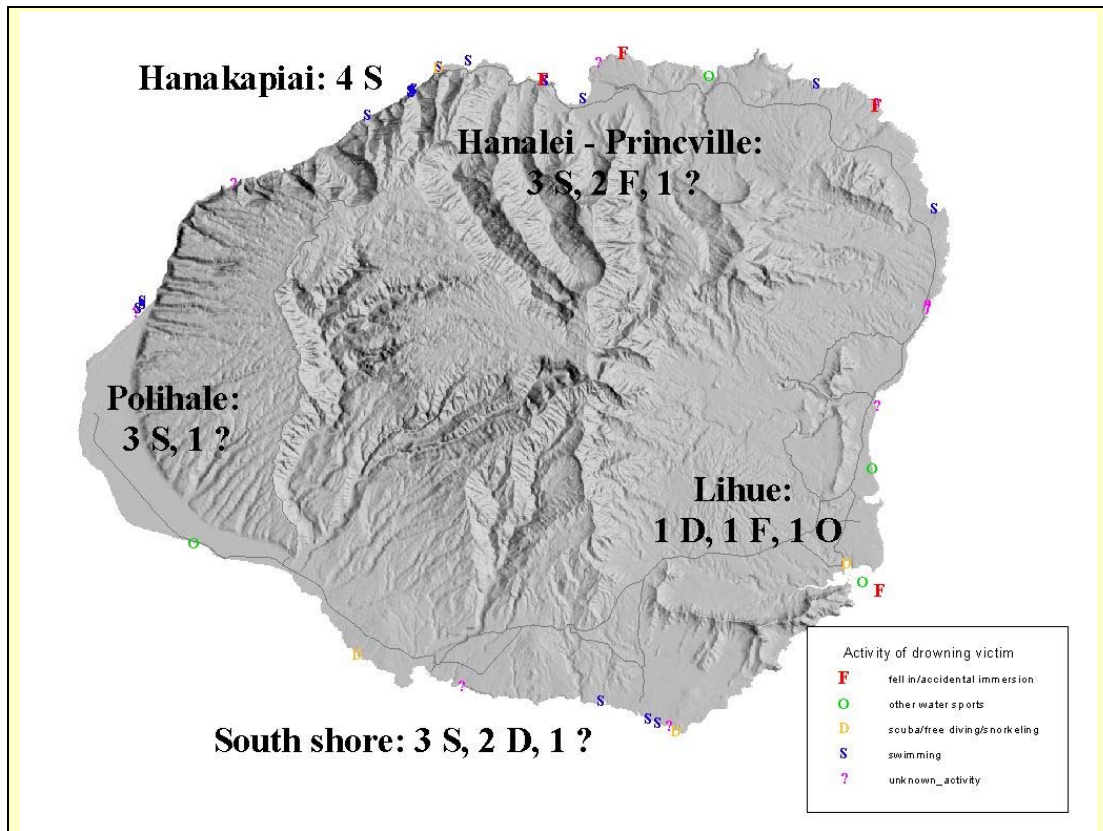 Hanakapiai: 4 S
Hanalei - Princville:
3 S, 2 F, 1 ?
Polihale:
3 S, 1 ?
Lihue:
1 D, 1 F, 1 O
South shore: 3 S, 2 D, 1 ?
Activity of drowning victim
F fell in/accidental immersion
O other water sports
D scuba/free diving/snorkeling
S swimming
? unknown_activity